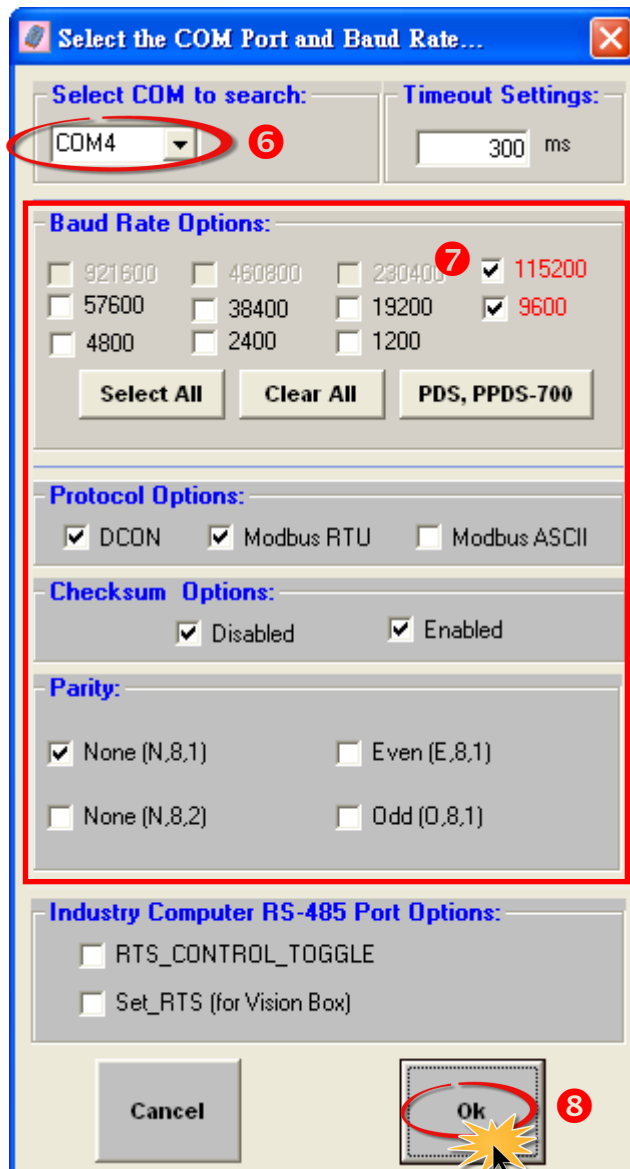 Select the COM Port and Baud Rate...
Select COM to search: Timeout Settings:
COM4 6 300 ms
Baud Rate Options:
921600 460800 230400 7 115200
57600 38400 19200 9600
4800 2400 1200
Select All Clear All PDS, PPDS-700
Protocol Options:
DCON Modbus RTU Modbus ASCII
Checksum Options:
Disabled Enabled
Parity:
None (N,8,1) Even (E,8,1)
None (N,8,2) Odd (O,8,1)
Industry Computer RS-485 Port Options:
RTS_CONTROL_TOGGLE
Set_RTS (for Vision Box)
Cancel Ok 8